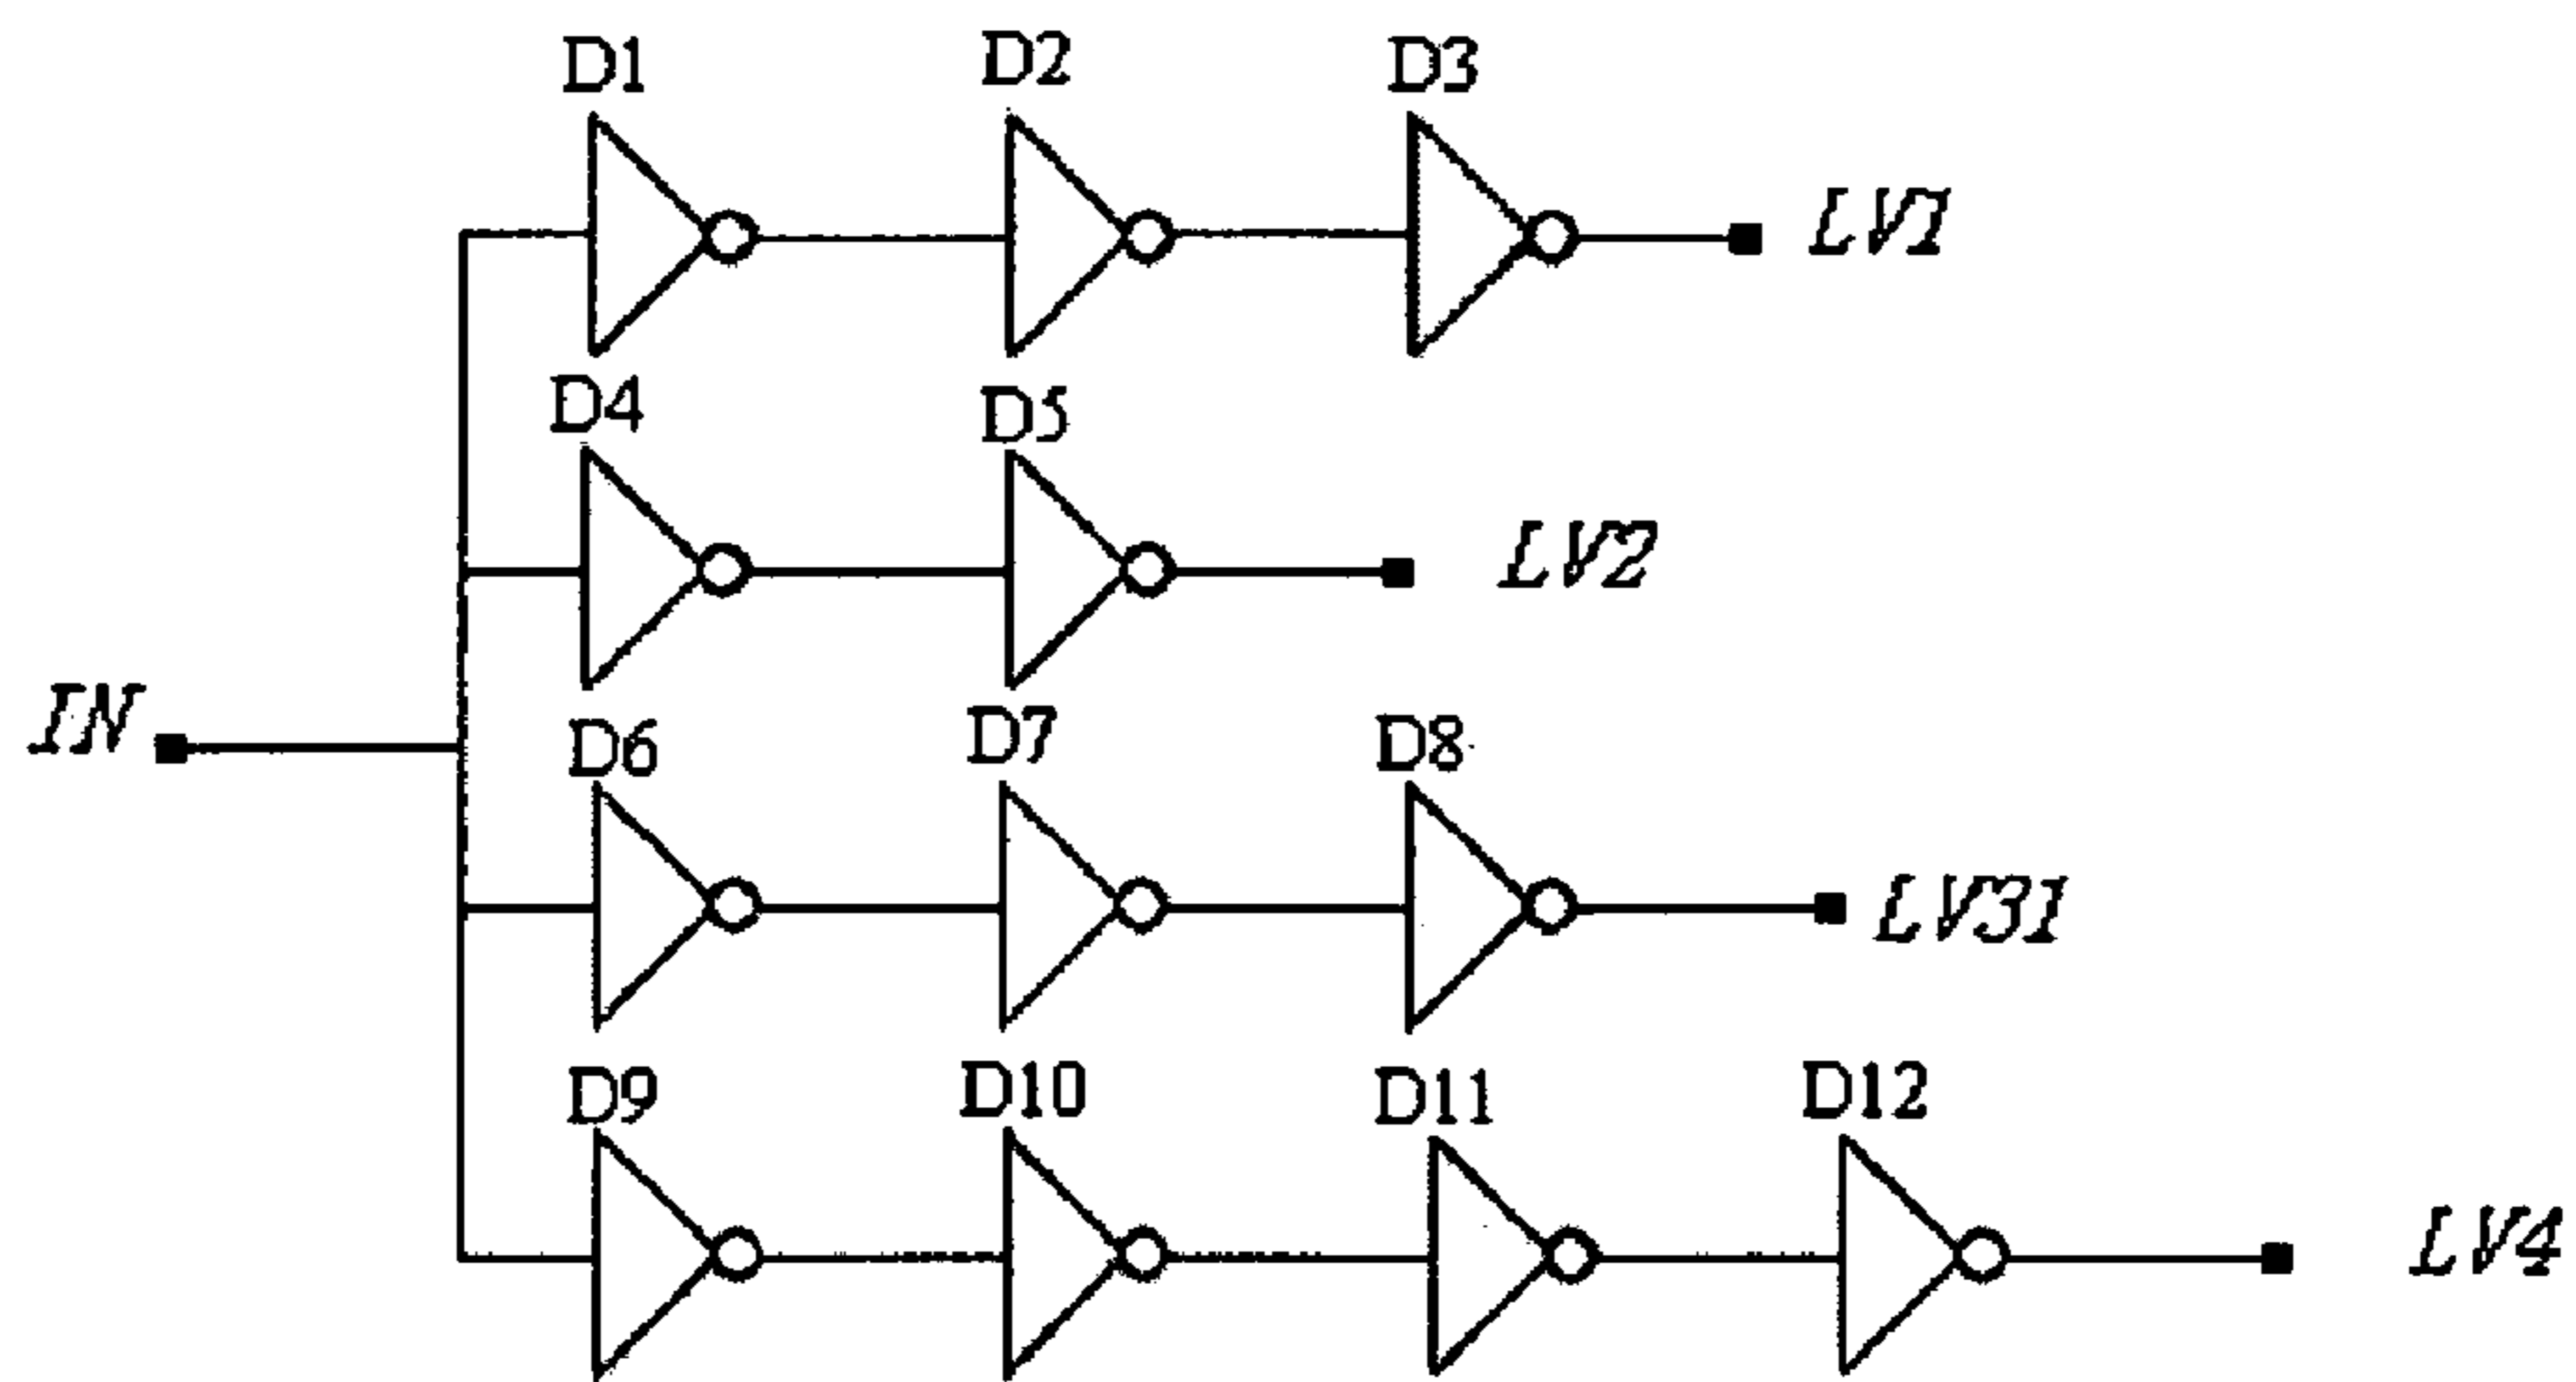 D1 D2 D3
LV1
D4 D5
LV2
IN
D6 D7 D8
LV31
D9 D10 D11 D12
LV4